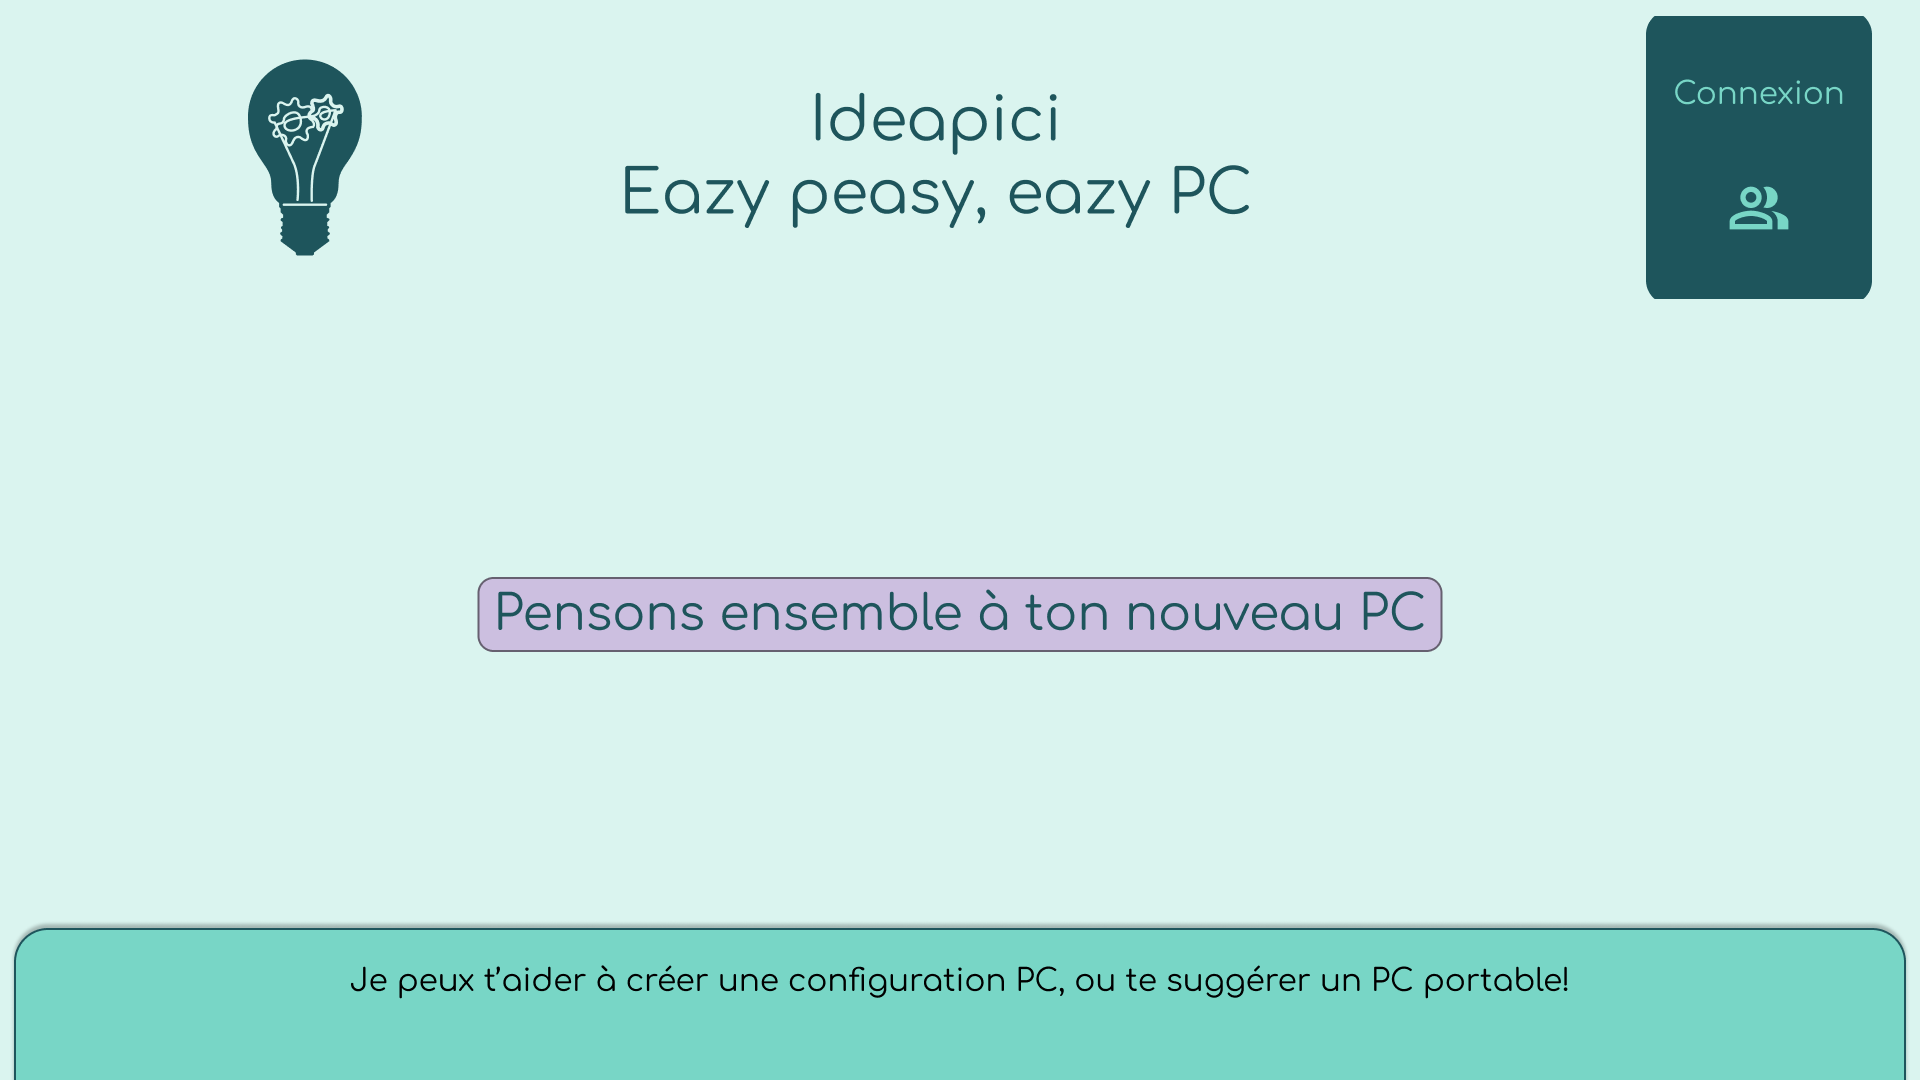 Ideapici
Eazy peasy, eazy PC
Connexion
Pensons ensemble à ton nouveau PC
Je peux t’aider à créer une configuration PC, ou te suggérer un PC portable!